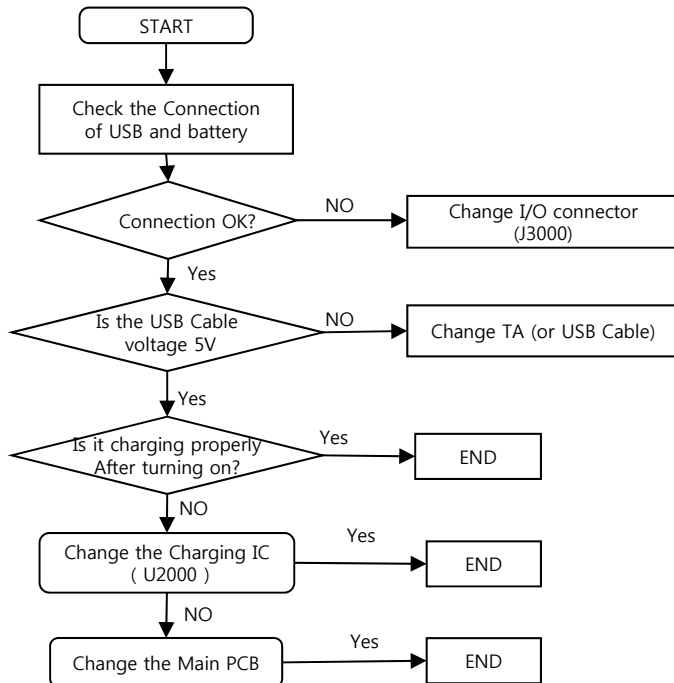 START
Check the Connection
of USB and battery
Connection OK?
NO
Change I/O connector
(J3000)
Yes
Is the USB Cable
voltage 5V
NO
Change TA (or USB Cable)
Yes
Is it charging properly
After turning on?
Yes
END
NO
Change the Charging IC
( U2000 )
Yes
END
NO
Change the Main PCB
Yes
END